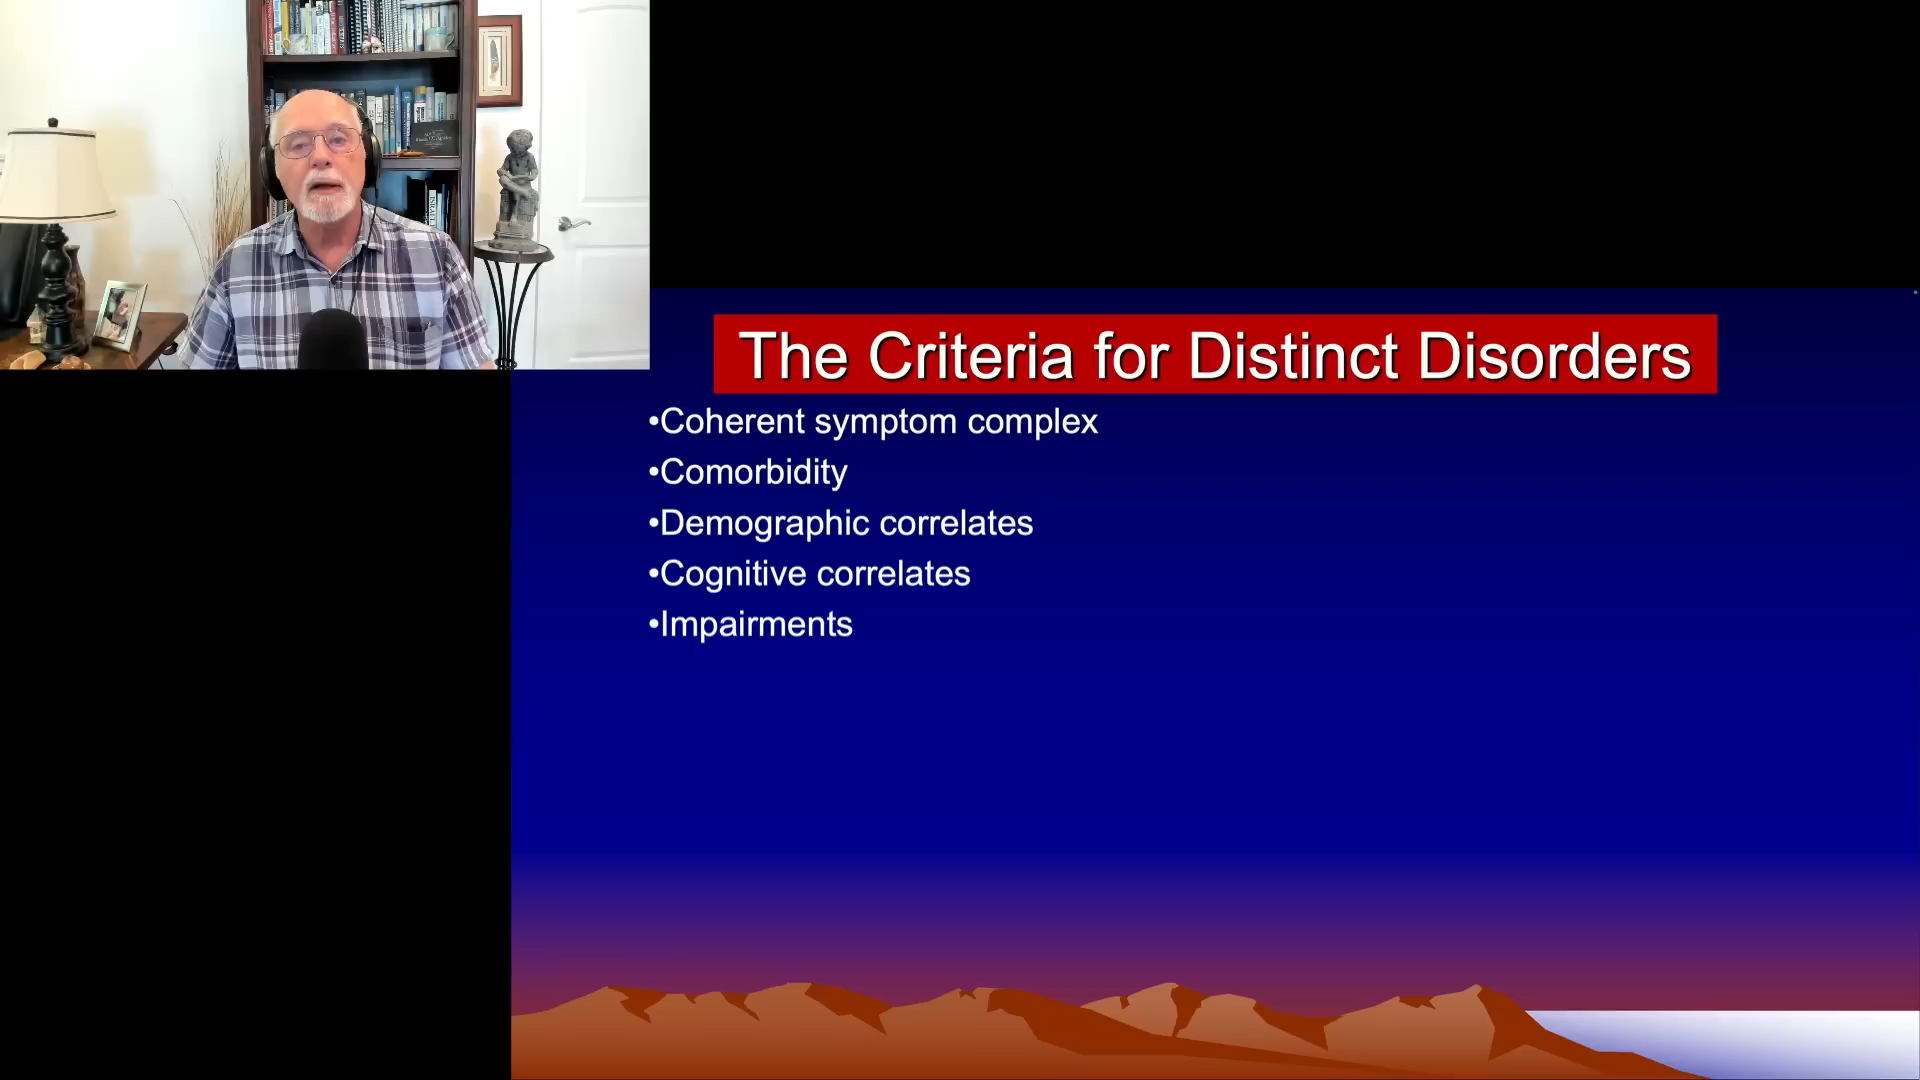 The Criteria for Distinct Disorders
•Coherent symptom complex
•Comorbidity
•Demographic correlates
•Cognitive correlates
•Impairments